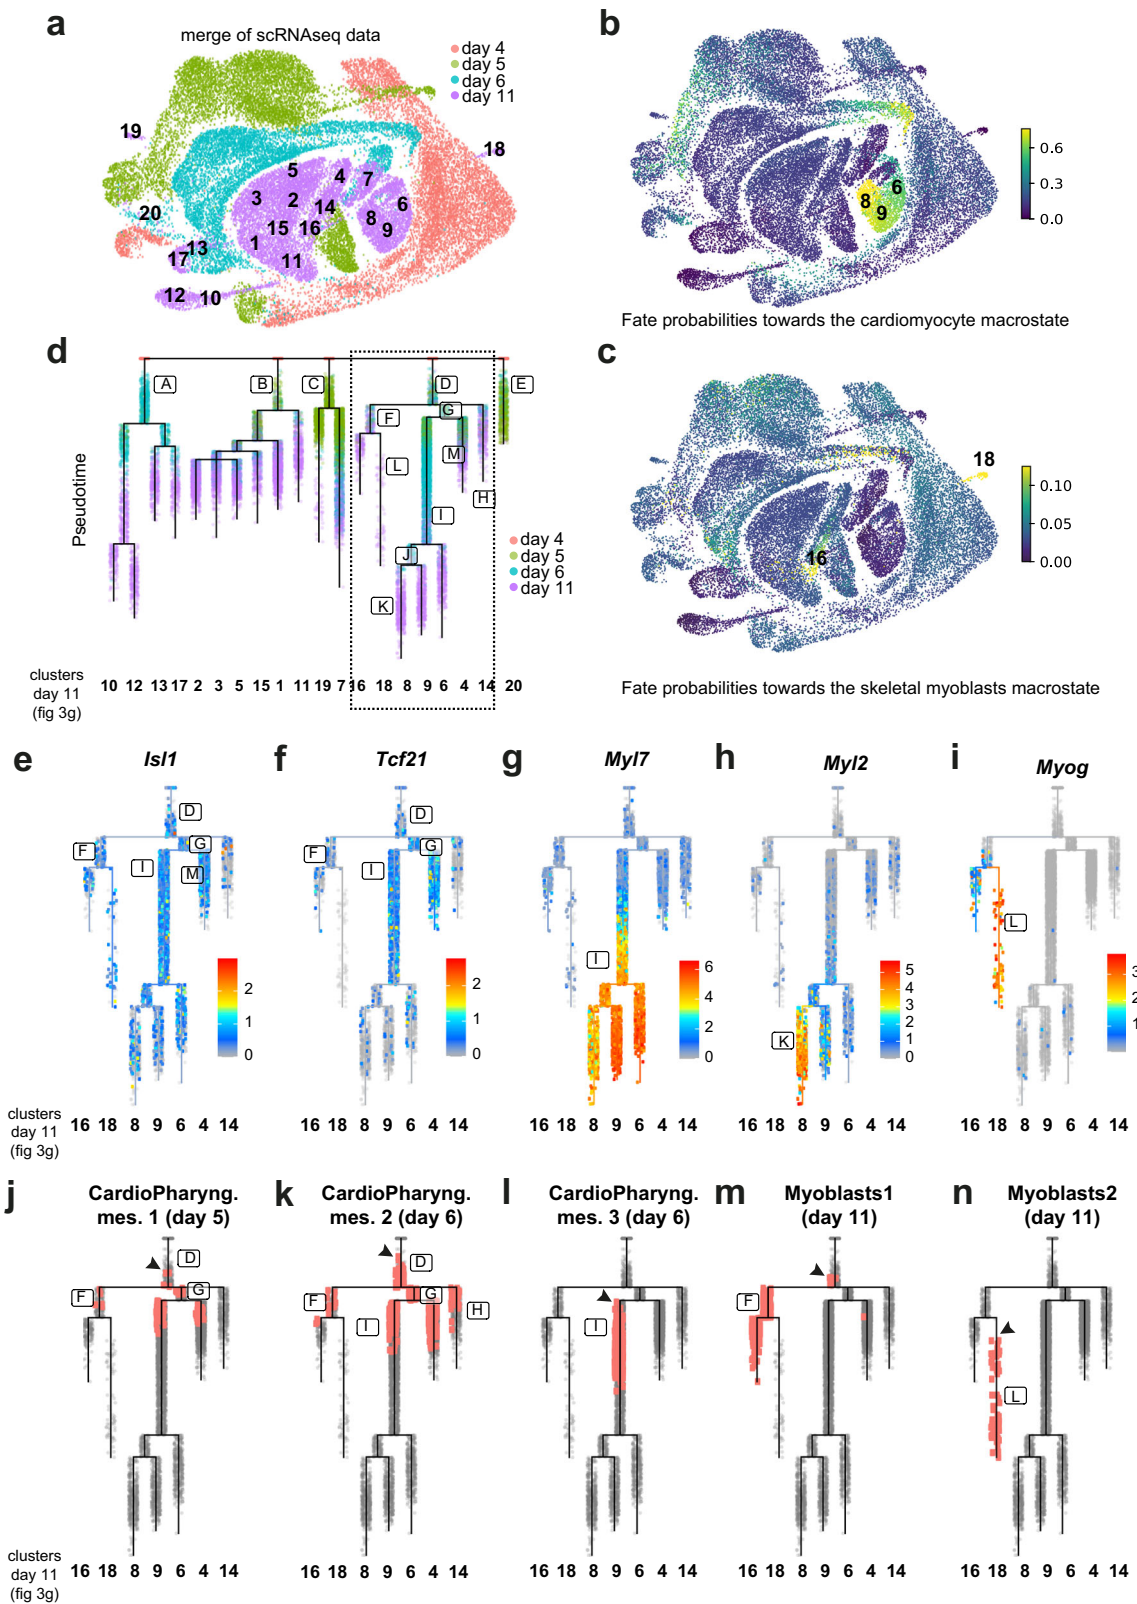 a
merge of scRNAseq data
day 4
day 5
day 6
day 11
19
18
5
4
7
3
2
14
6
20
8
9
15
16
13
1
17
11
12
10
b
6
8
9
0.6
0.3
0.0
Fate probabilities towards the cardiomyocyte macrostate
c
18
16
0.10
0.05
0.00
Fate probabilities towards the skeletal myoblasts macrostate
d
Pseudotime
A
B
C
D
E
F
G
M
L
H
I
J
K
day 4
day 5
day 6
day 11
clusters
day 11
(fig 3g)
10 12 13 17 2 3 5 15 1 11 19 7 16 18 8 9 6 4 14 20
e
Isl1
D
G
F
I
M
2
1
0
f
Tcf21
D
G
F
I
2
1
0
g
Myl7
I
6
4
2
0
h
Myl2
K
5
4
3
2
1
0
i
Myog
L
3
2
1
clusters
day 11
(fig 3g)
16 18 8 9 6 4 14
16 18 8 9 6 4 14
16 18 8 9 6 4 14
16 18 8 9 6 4 14
16 18 8 9 6 4 14
j
CardioPharyng.
mes. 1 (day 5)
D
G
F
k
CardioPharyng.
mes. 2 (day 6)
D
G
F
H
I
l
CardioPharyng.
mes. 3 (day 6)
I
m
Myoblasts1
(day 11)
F
n
Myoblasts2
(day 11)
L
clusters
day 11
(fig 3g)
16 18 8 9 6 4 14
16 18 8 9 6 4 14
16 18 8 9 6 4 14
16 18 8 9 6 4 14
16 18 8 9 6 4 14